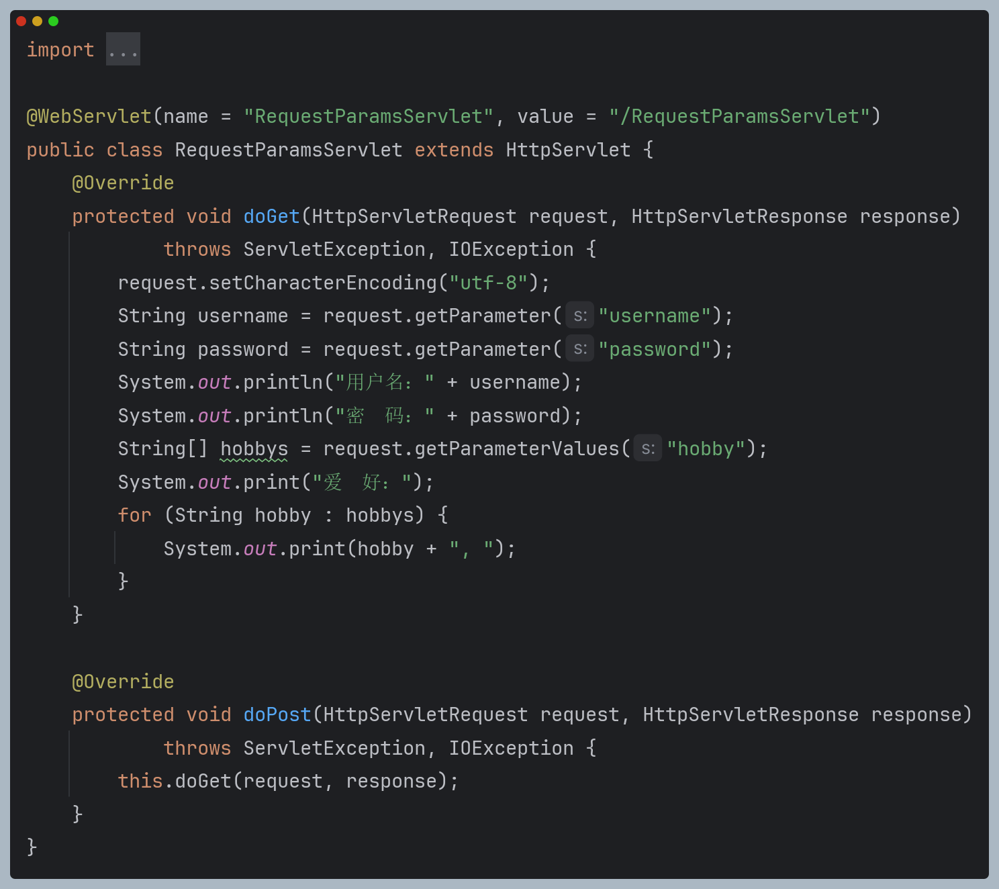 import ...
@WebServlet(name = "RequestParamsServlet", value = "/RequestParamsServlet")
public class RequestParamsServlet extends HttpServlet {
    @Override
    protected void doGet(HttpServletRequest request, HttpServletResponse response)
            throws ServletException, IOException {
        request.setCharacterEncoding("utf-8");
        String username = request.getParameter( s: "username");
        String password = request.getParameter( s: "password");
        System.out.println("用户名：" + username);
        System.out.println("密　码：" + password);
        String[] hobbys = request.getParameterValues( s: "hobby");
        System.out.print("爱　好：");
        for (String hobby : hobbys) {
            System.out.print(hobby + ", ");
        }
    }
    @Override
    protected void doPost(HttpServletRequest request, HttpServletResponse response)
            throws ServletException, IOException {
        this.doGet(request, response);
    }
}